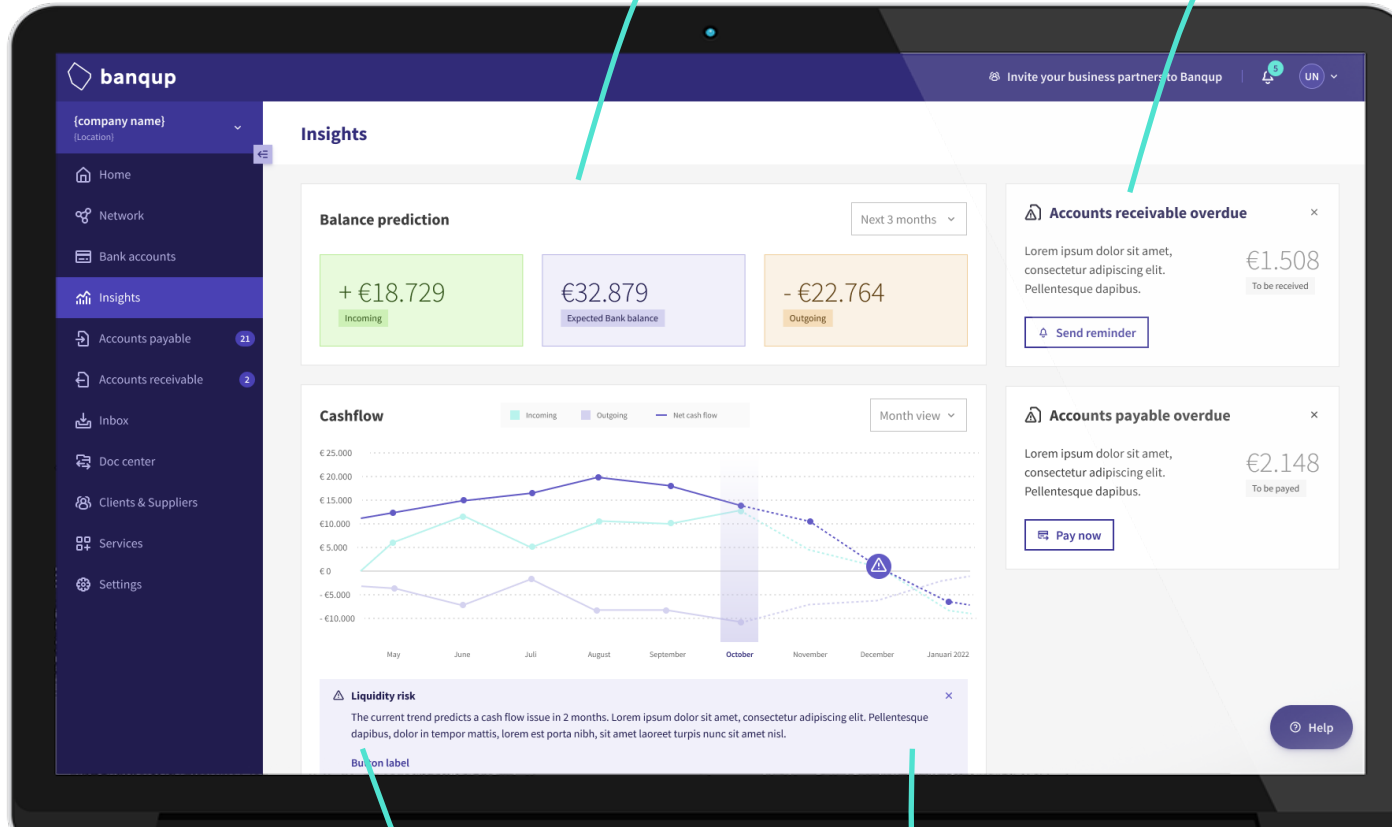 banqup
Invite your business partners to Banqup
5
UN
{company name}
{Location}
Home
Network
Bank accounts
Insights
Accounts payable
21
Accounts receivable
2
Inbox
Doc center
Clients & Suppliers
Services
Settings
Insights
Balance prediction
Next 3 months
+ €18.729
Incoming
€32.879
Expected Bank balance
- €22.764
Outgoing
Cashflow
Incoming
Outgoing
Net cash flow
Month view
€ 25.000
€ 20.000
€ 15.000
€10.000
€ 5.000
€ 0
- €5.000
- €10.000
May
June
Juli
August
September
October
November
December
Januari 2022
Liquidity risk
The current trend predicts a cash flow issue in 2 months. Lorem ipsum dolor sit amet, consectetur adipiscing elit. Pellentesque
dapibus, dolor in tempor mattis, lorem est porta nibh, sit amet laoreet turpis nunc sit amet nisl.
Button label
Accounts receivable overdue
Lorem ipsum dolor sit amet,
consectetur adipiscing elit.
Pellentesque dapibus.
€1.508
To be received
Send reminder
Accounts payable overdue
Lorem ipsum dolor sit amet,
consectetur adipiscing elit.
Pellentesque dapibus.
€2.148
To be payed
Pay now
Help